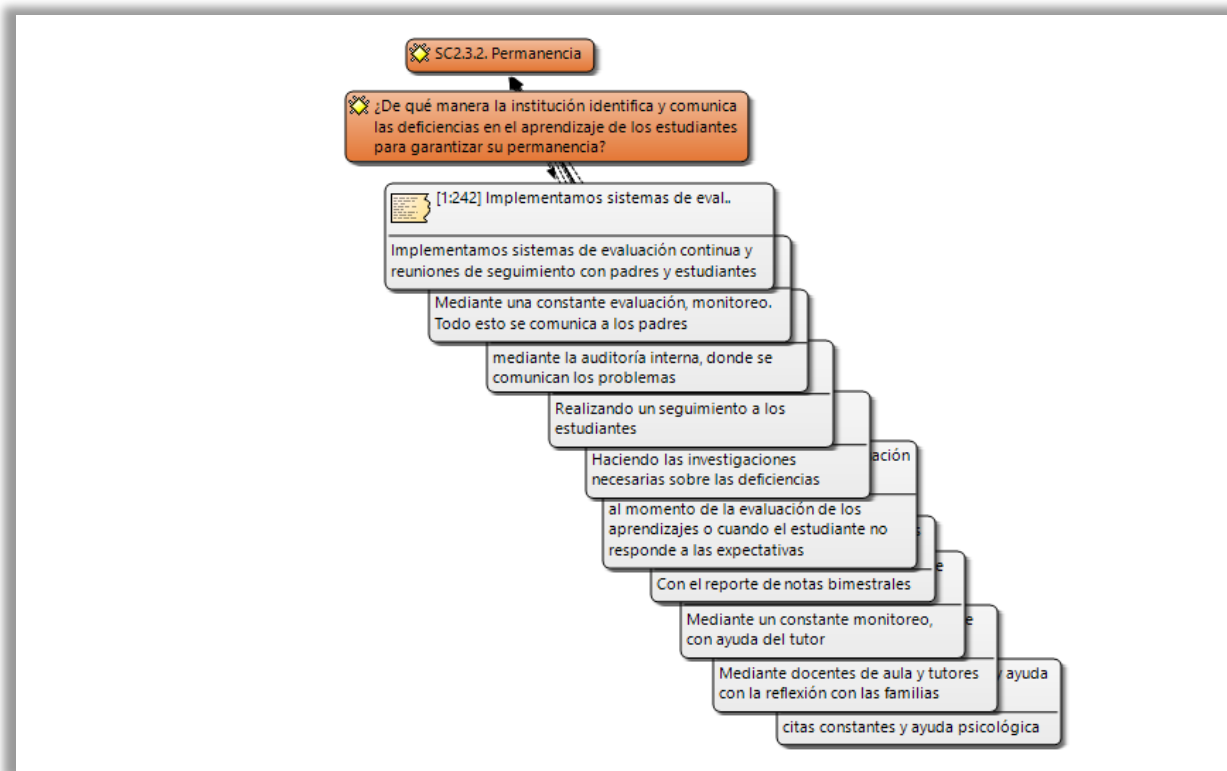 SC2.3.2. Permanencia
¿De qué manera la institución identifica y comunica
las deficiencias en el aprendizaje de los estudiantes
para garantizar su permanencia?
[1:242] Implementamos sistemas de eval..
Implementamos sistemas de evaluación continua y
reuniones de seguimiento con padres y estudiantes
Mediante una constante evaluación, monitoreo.
Todo esto se comunica a los padres
mediante la auditoría interna, donde se
comunican los problemas
Realizando un seguimiento a los
estudiantes
ación
Haciendo las investigaciones
necesarias sobre las deficiencias
al momento de la evaluación de los
aprendizajes o cuando el estudiante no
responde a las expectativas
Con el reporte de notas bimestrales
Mediante un constante monitoreo,
con ayuda del tutor
Mediante docentes de aula y tutores
y ayuda
con la reflexión con las familias
citas constantes y ayuda psicológica